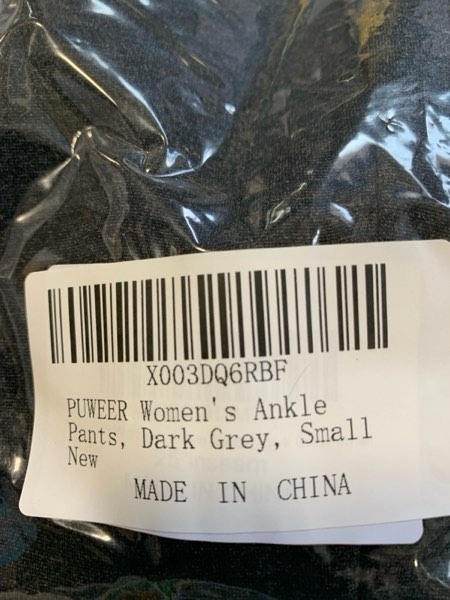 X003DQ6RBF
PUWEER Women's Ankle
Pants, Dark Grey, Small
New
MADE IN CHINA